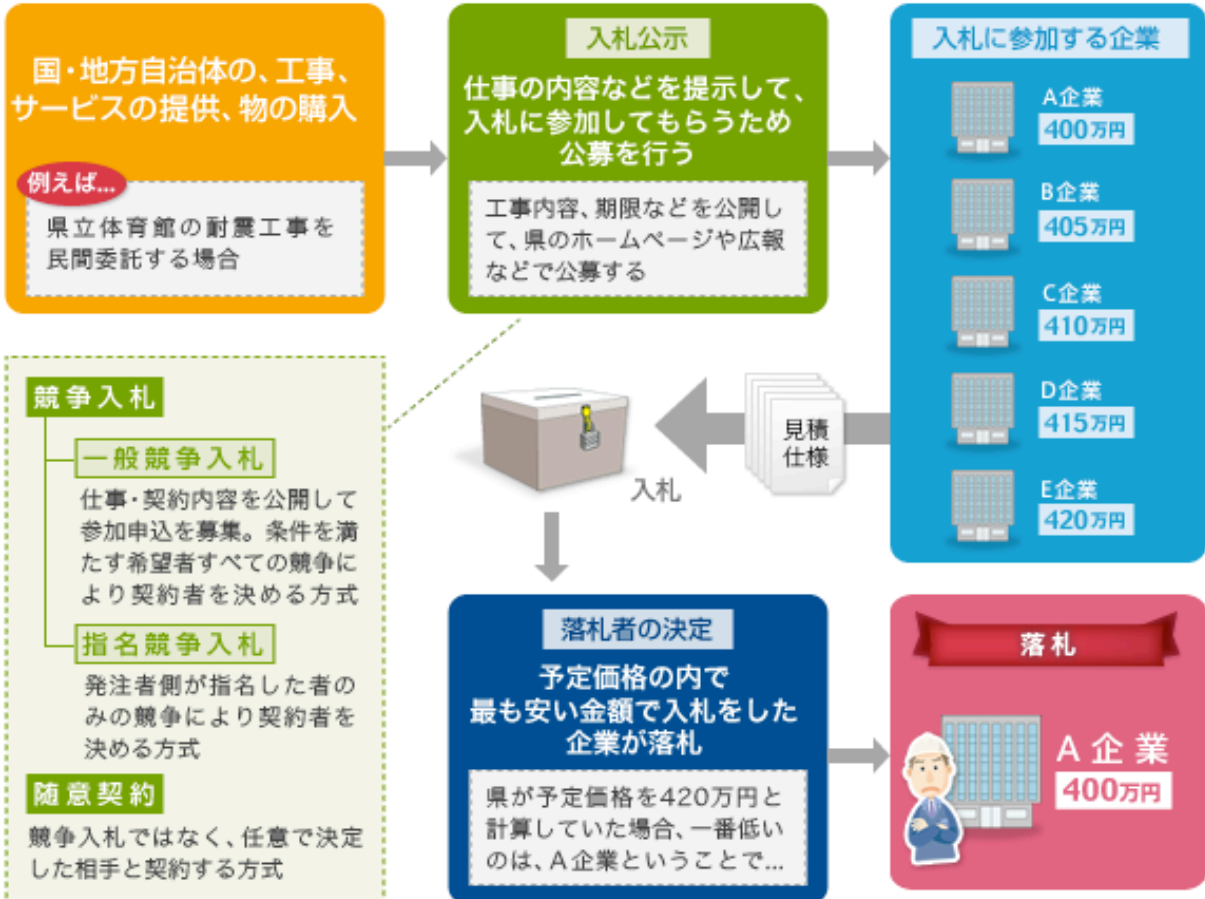 国・地方自治体の、工事、
サービスの提供、物の購入
例えば...
県立体育館の耐震工事を
民間委託する場合
入札公示
仕事の内容などを提示して、
入札に参加してもらうため
公募を行う
工事内容、期限などを公開し
て、県のホームページや広報
などで公募する
入札に参加する企業
A企業
400万円
B企業
405万円
C企業
410万円
D企業
415万円
E企業
420万円
見積
仕様
入札
競争入札
一般競争入札
仕事・契約内容を公開して
参加申込を募集。条件を満
たす希望者すべての競争に
より契約者を決める方式
指名競争入札
発注者側が指名した者の
みの競争により契約者を
決める方式
随意契約
競争入札ではなく、任意で決定
した相手と契約する方式
落札者の決定
予定価格の内で
最も安い金額で入札をした
企業が落札
県が予定価格を420万円と
計算していた場合、一番低い
のは、A企業ということで...
落札
A企業
400万円